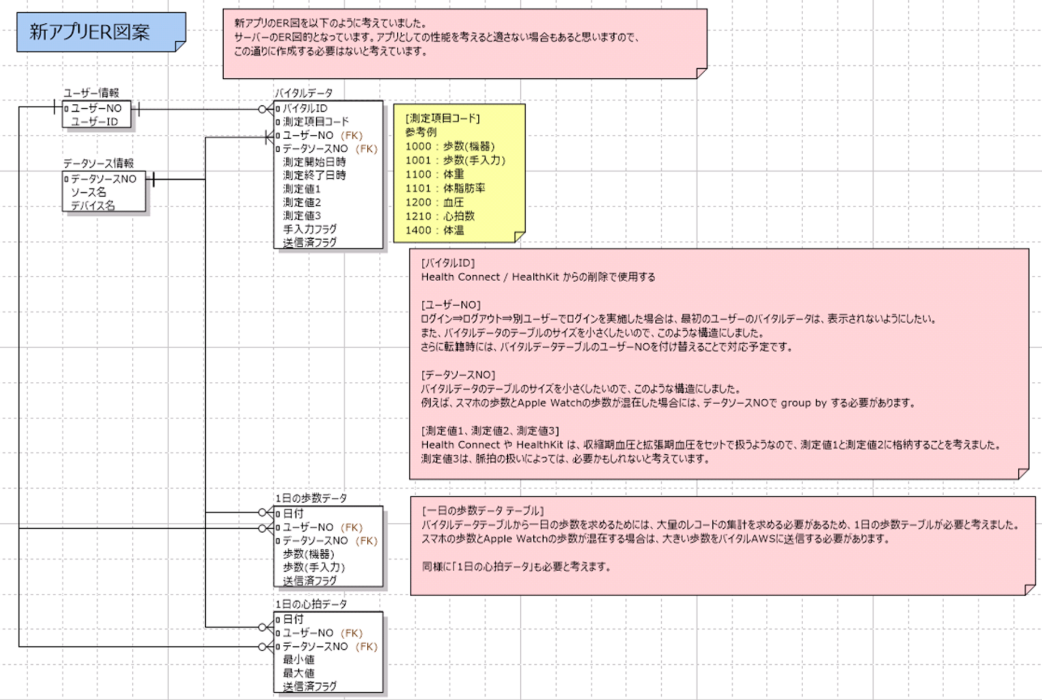 新アプリER図案
新アプリのER図を以下のように考えていました。
サーバーのER図的となっています。アプリとしての性能を考えると適さない場合もあると思いますので、
この通りに作成する必要はないと考えています。
ユーザー情報
ユーザーNO
ユーザーID
データソース情報
データソースNO
ソース名
デバイス名
バイタルデータ
バイタルID
測定項目コード
ユーザーNO (FK)
データソースNO (FK)
測定開始日時
測定終了日時
測定値1
測定値2
測定値3
手入力フラグ
送信済フラグ
[測定項目コード]
参考例
1000 : 歩数(機器)
1001 : 歩数(手入力)
1100 : 体重
1101 : 体脂肪率
1200 : 血圧
1210 : 心拍数
1400 : 体温
[バイタルID]
Health Connect / HealthKit からの削除で使用する
[ユーザーNO]
ログイン⇒ログアウト⇒別ユーザーでログインを実施した場合は、最初のユーザーのバイタルデータは、表示されないようにしたい。
また、バイタルデータのテーブルのサイズを小さくしたいので、このような構造にしました。
さらに転籍時には、バイタルデータテーブルのユーザーNOを付け替えることで対応予定です。
[データソースNO]
バイタルデータのテーブルのサイズを小さくしたいので、このような構造にしました。
例えば、スマホの歩数とApple Watchの歩数が混在した場合には、データソースNOで group by する必要があります。
[測定値1、測定値2、測定値3]
Health Connect や HealthKit は、収縮期血圧と拡張期血圧をセットで扱うようなので、測定値1と測定値2に格納することを考えました。
測定値3は、脈拍の扱いによっては、必要かもしれないと考えています。
1日の歩数データ
日付
ユーザーNO (FK)
データソースNO (FK)
歩数(機器)
歩数(手入力)
送信済フラグ
[一日の歩数データ テーブル]
バイタルデータテーブルから一日の歩数を求めるためには、大量のレコードの集計を求める必要があるため、1日の歩数テーブルが必要と考えました。
スマホの歩数とApple Watchの歩数が混在する場合は、大きい歩数をバイタルAWSに送信する必要があります。
同様に「1日の心拍データ」も必要と考えます。
1日の心拍データ
日付
ユーザーNO (FK)
データソースNO (FK)
最小値
最大値
送信済フラグ